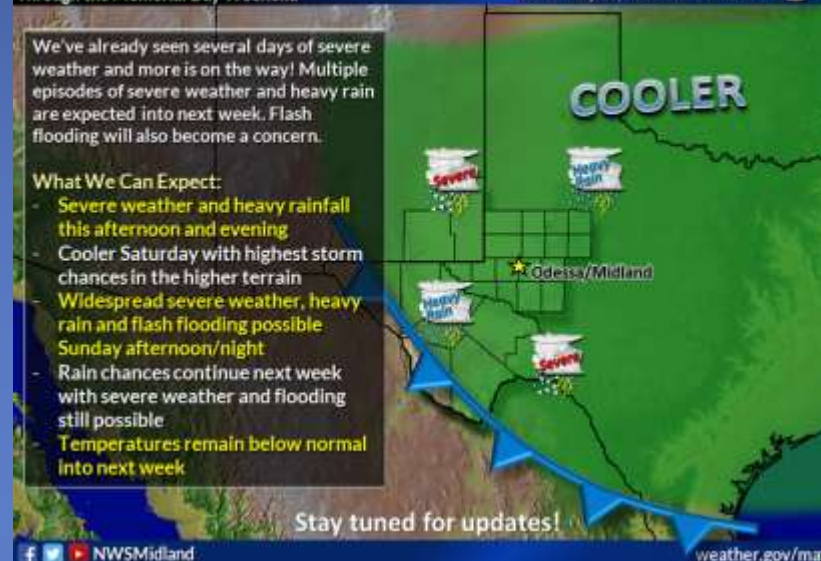 We've already seen several days of severe
weather and more is on the way! Multiple
episodes of severe weather and heavy rain
are expected into next week. Flash
flooding will also become a concern.
What We Can Expect:
- Severe weather and heavy rainfall
this afternoon and evening
- Cooler Saturday with highest storm
chances in the higher terrain
- Widespread severe weather, heavy
rain and flash flooding possible
Sunday afternoon/night
- Rain chances continue next week
with severe weather and flooding
still possible
- Temperatures remain below normal
into next week
COOLER
Severe
Heavy
Rain
Odessa/Midland
Heavy
Rain
Severe
Stay tuned for updates!
NWSMidland
weather.gov/maf